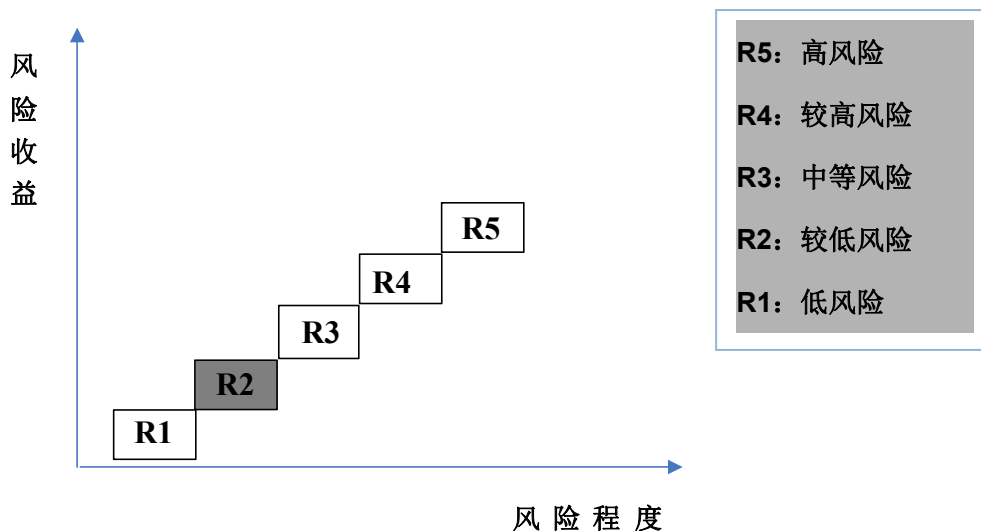 风
险
收
益
R5
R4
R3
R2
R1
风 险 程 度
R5：高风险
R4：较高风险
R3：中等风险
R2：较低风险
R1：低风险